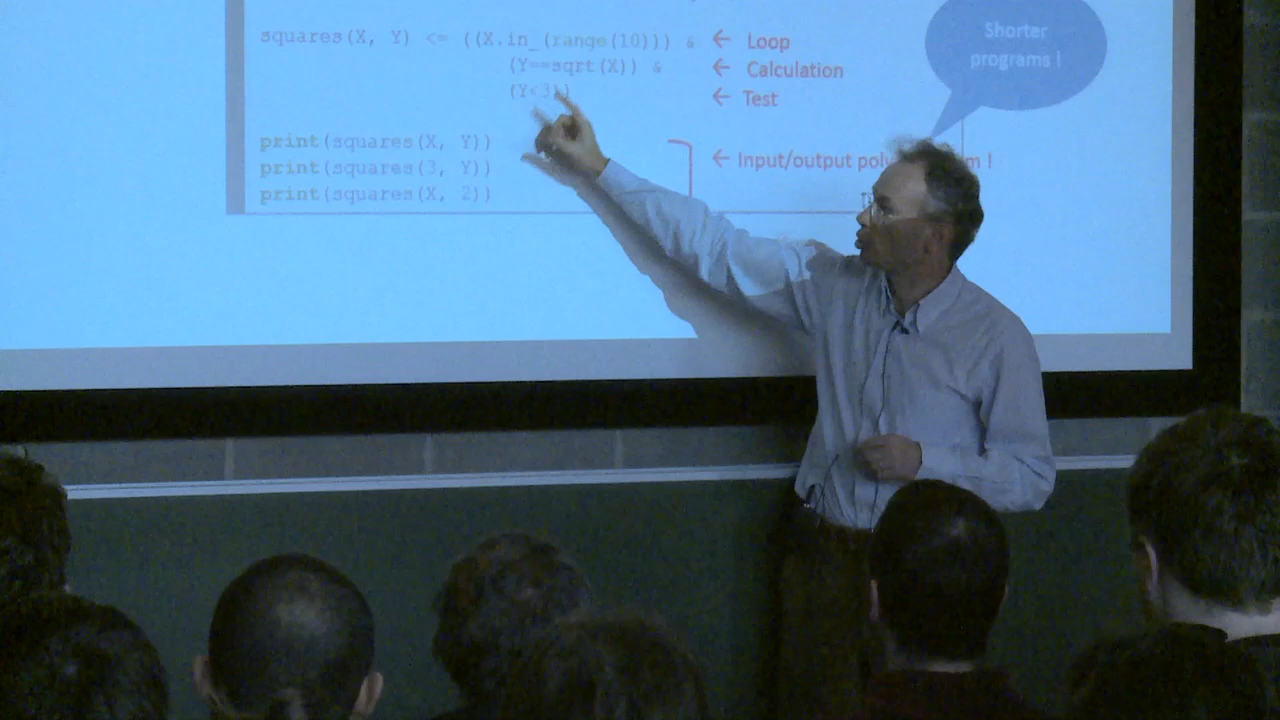 squares(X, Y) <= ((X.in_(range(10))) & ← Loop
(Y==sqrt(X)) & ← Calculation
(Y<3)) ← Test
Shorter
programs !
print(squares(X, Y))
print(squares(3, Y)) ← Input/output !
print(squares(X, 2))